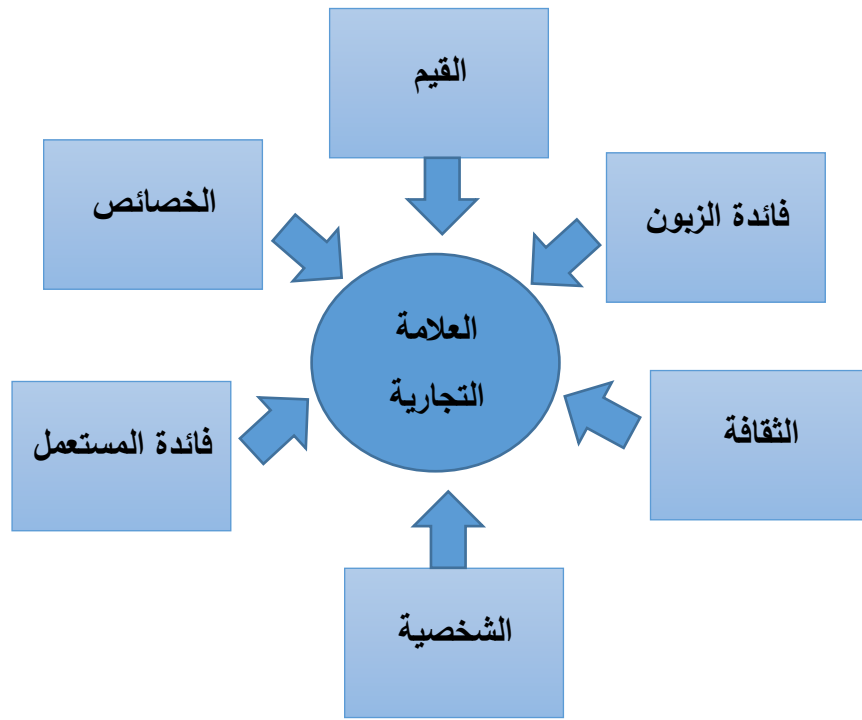 القيم
فائدة الزبون
الخصائص
العلامة
التجارية
الثقافة
فائدة المستعمل
الشخصية